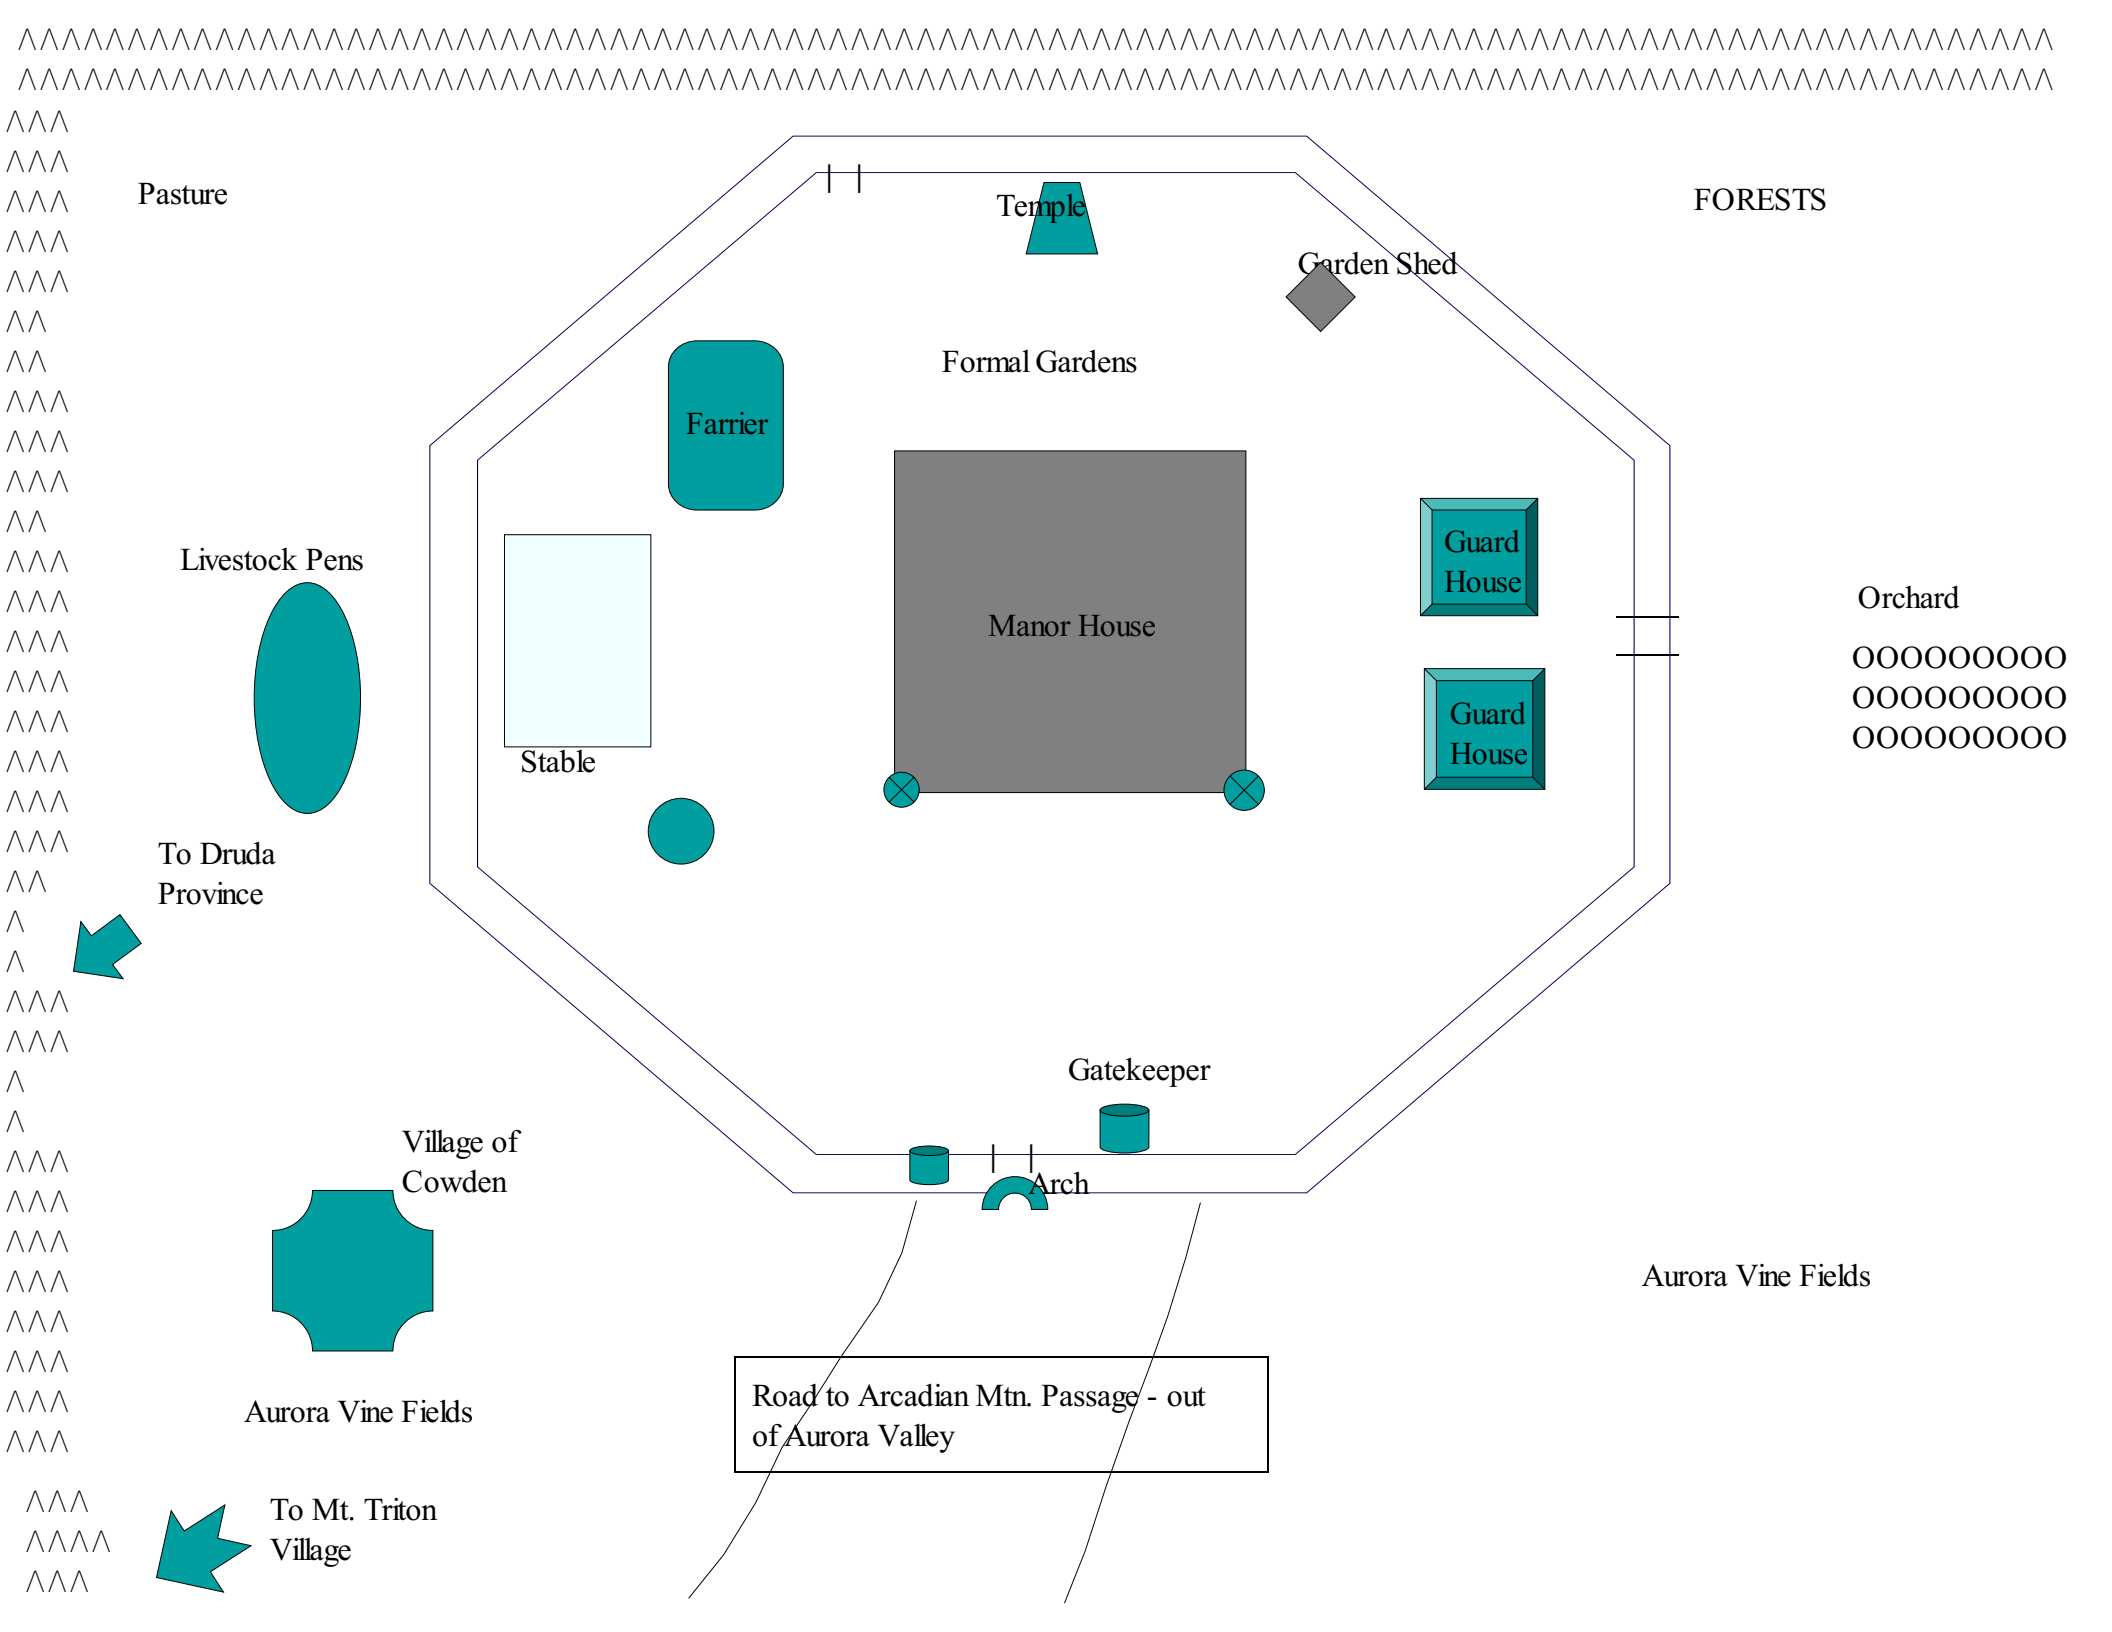 Pasture
Temple
FORESTS
Garden Shed
Formal Gardens
Farrier
Guard
House
Livestock Pens
Manor House
Orchard
OOOOOOOOO
OOOOOOOOO
OOOOOOOOO
Guard
House
Stable
To Druda
Province
Gatekeeper
Village of
Cowden
Arch
Aurora Vine Fields
Road to Arcadian Mtn. Passage - out
of Aurora Valley
Aurora Vine Fields
To Mt. Triton
Village